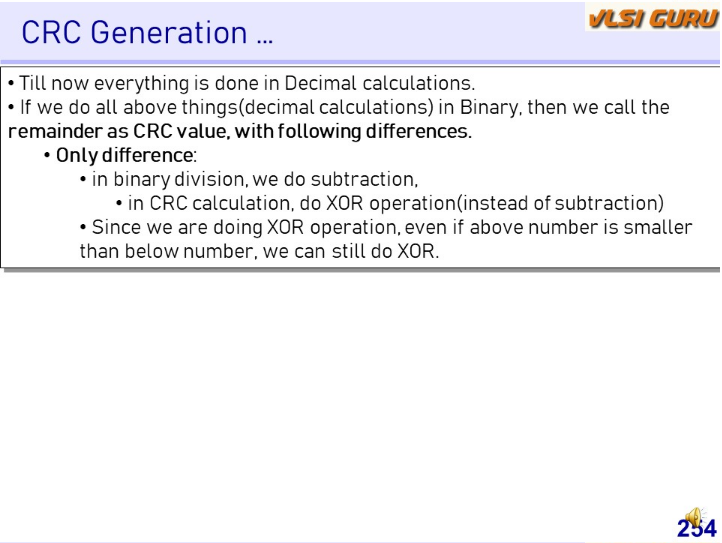 CRC Generation ...
VLSI GURU
• Till now everything is done in Decimal calculations.
• If we do all above things(decimal calculations) in Binary, then we call the
remainder as CRC value, with following differences.
• Only difference:
• in binary division, we do subtraction,
• in CRC calculation, do XOR operation(instead of subtraction)
• Since we are doing XOR operation, even if above number is smaller
than below number, we can still do XOR.
254